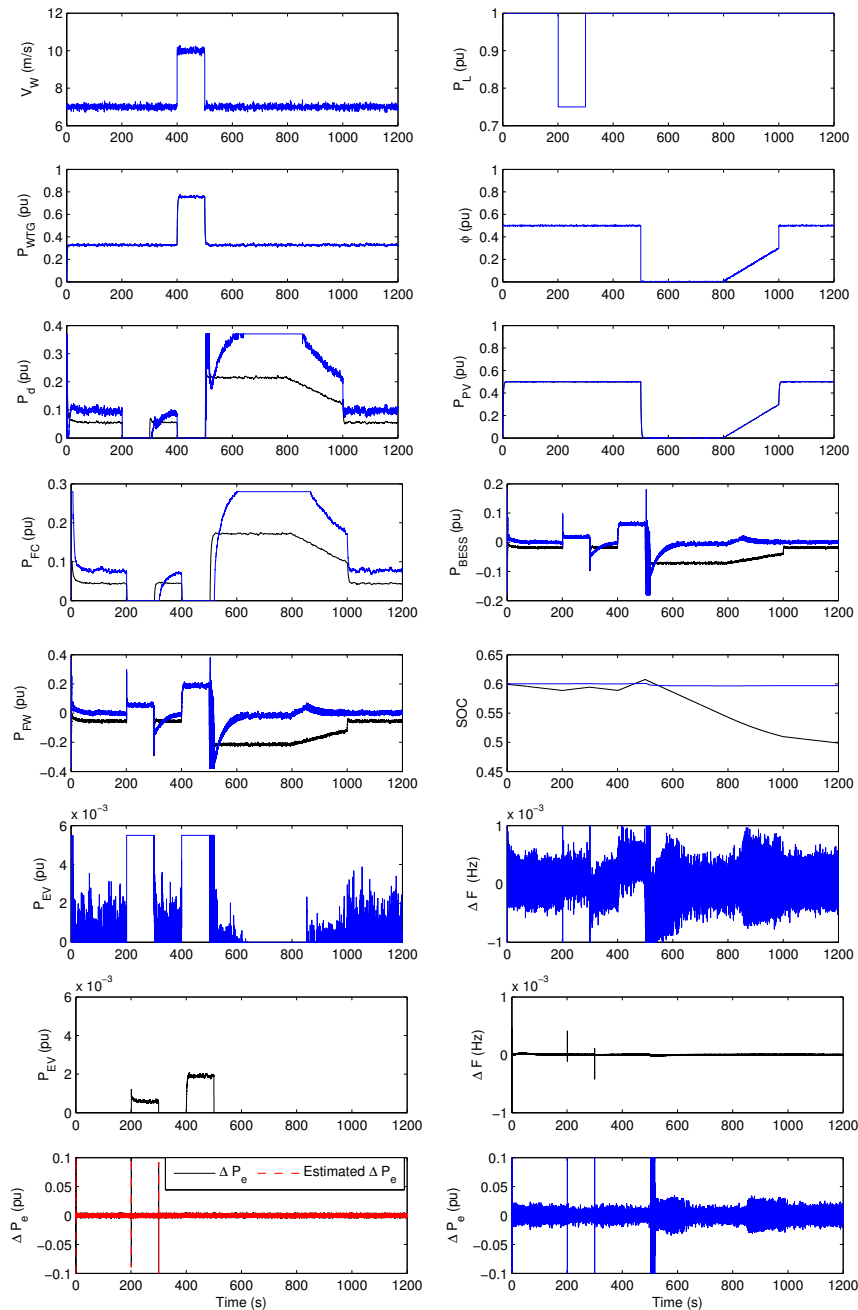 12
10
8
6
V_W (m/s)
0 200 400 600 800 1000 1200
1
0.9
0.8
0.7
P_L (pu)
0 200 400 600 800 1000 1200
1
0.8
0.6
0.4
0.2
0
P_WTG (pu)
0 200 400 600 800 1000 1200
1
0.8
0.6
0.4
0.2
0
ϕ (pu)
0 200 400 600 800 1000 1200
0.4
0.3
0.2
0.1
0
P_d (pu)
0 200 400 600 800 1000 1200
1
0.8
0.6
0.4
0.2
0
P_PV (pu)
0 200 400 600 800 1000 1200
0.3
0.2
0.1
0
P_FC (pu)
0 200 400 600 800 1000 1200
0.2
0.1
0
−0.1
−0.2
P_BESS (pu)
0 200 400 600 800 1000 1200
0.4
0.2
0
−0.2
−0.4
P_FW (pu)
0 200 400 600 800 1000 1200
0.65
0.6
0.55
0.5
0.45
SOC
0 200 400 600 800 1000 1200
x 10⁻³
6
4
2
0
P_EV (pu)
0 200 400 600 800 1000 1200
x 10⁻³
1
0
−1
Δ F (Hz)
0 200 400 600 800 1000 1200
x 10⁻³
6
4
2
0
P_EV (pu)
0 200 400 600 800 1000 1200
x 10⁻³
1
0
−1
Δ F (Hz)
0 200 400 600 800 1000 1200
0.1
0.05
0
−0.05
−0.1
Δ P_e (pu)
Δ P_e
Estimated Δ P_e
0 200 400 600 800 1000 1200
Time (s)
0.1
0.05
0
−0.05
−0.1
Δ P_e (pu)
0 200 400 600 800 1000 1200
Time (s)